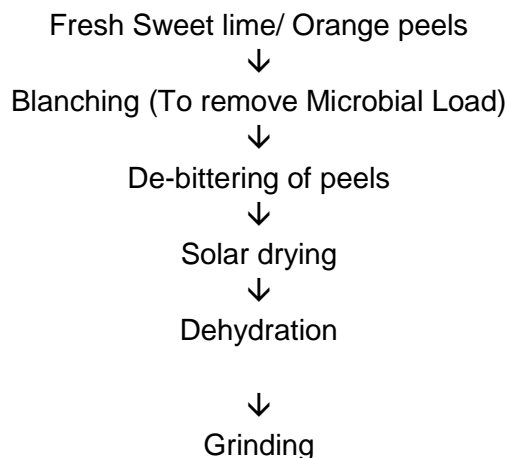 Fresh Sweet lime/ Orange peels
↓
Blanching (To remove Microbial Load)
↓
De-bittering of peels
↓
Solar drying
↓
Dehydration
↓
Grinding